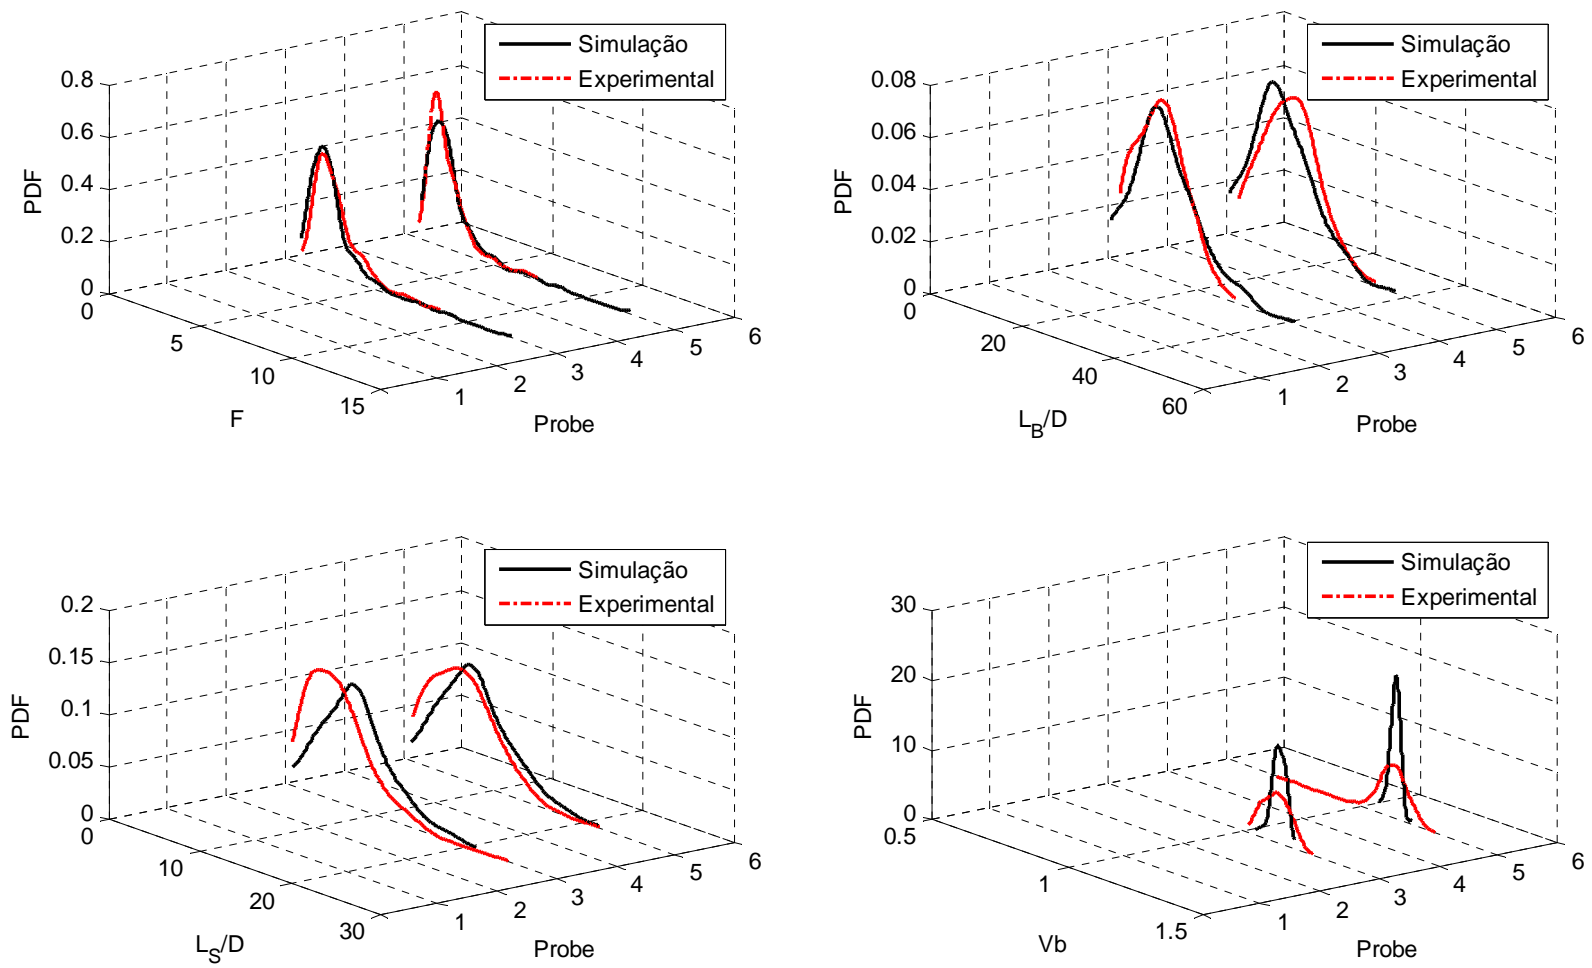 Simulação
Experimental
0.8
0.6
0.4
0.2
0
PDF
0
5
10
15
F
1
2
3
4
5
6
Probe
Simulação
Experimental
0.08
0.06
0.04
0.02
0
PDF
0
20
40
60
L_B/D
1
2
3
4
5
6
Probe
Simulação
Experimental
0.2
0.15
0.1
0.05
0
PDF
0
10
20
30
L_S/D
1
2
3
4
5
6
Probe
Simulação
Experimental
30
20
10
0
PDF
0.5
1
1.5
Vb
1
2
3
4
5
6
Probe